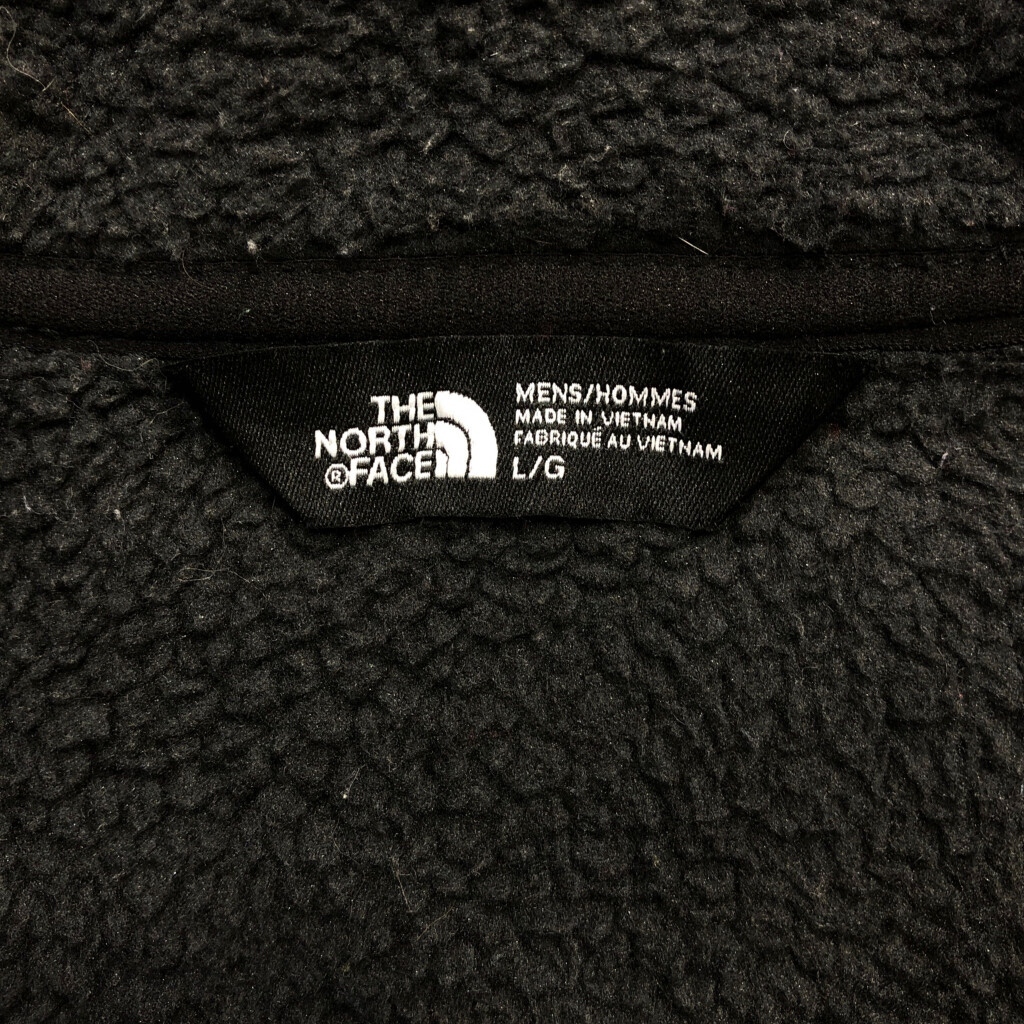 THE
NORTH
®FACE
MENS/HOMMES
MADE IN VIETNAM
FABRIQUÉ AU VIETNAM
L/G